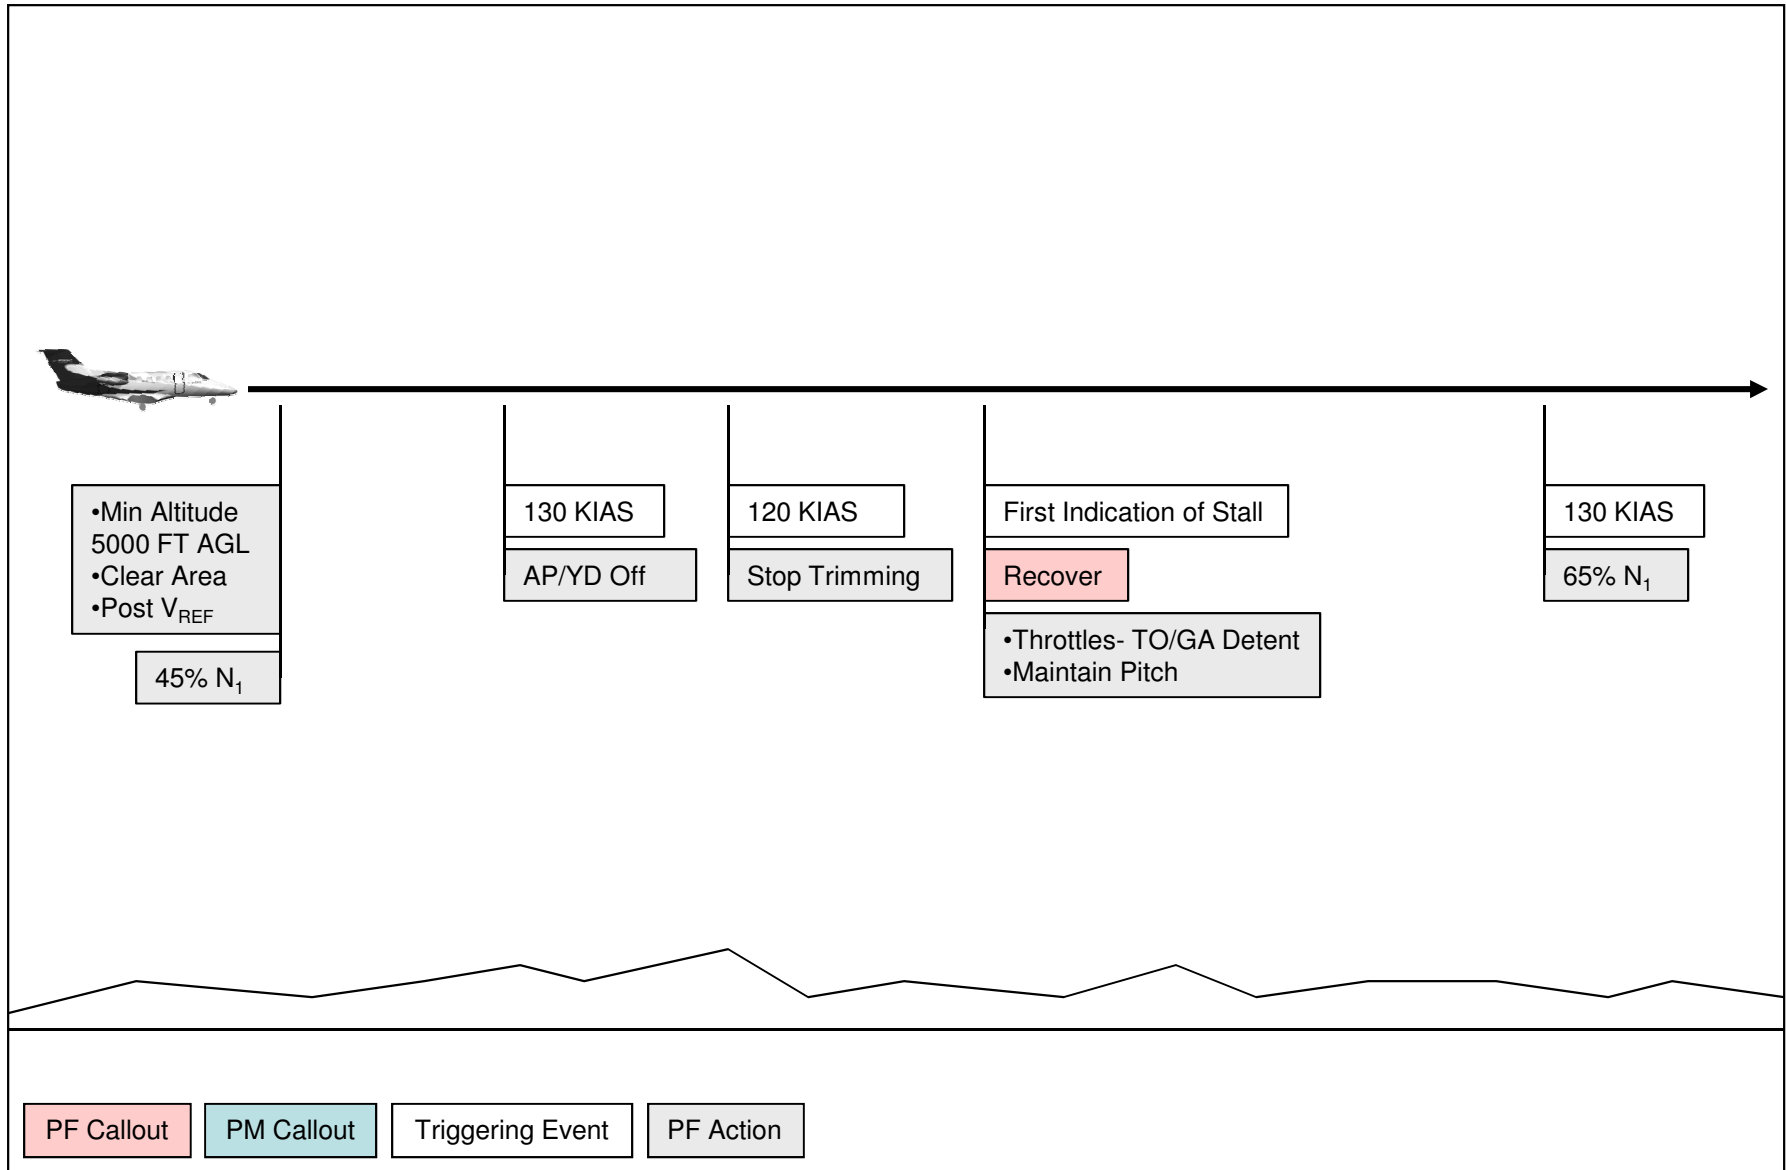 •Min Altitude
5000 FT AGL
•Clear Area
•Post VREF
45% N1
130 KIAS
AP/YD Off
120 KIAS
Stop Trimming
First Indication of Stall
Recover
•Throttles- TO/GA Detent
•Maintain Pitch
130 KIAS
65% N1
PF Callout
PM Callout
Triggering Event
PF Action